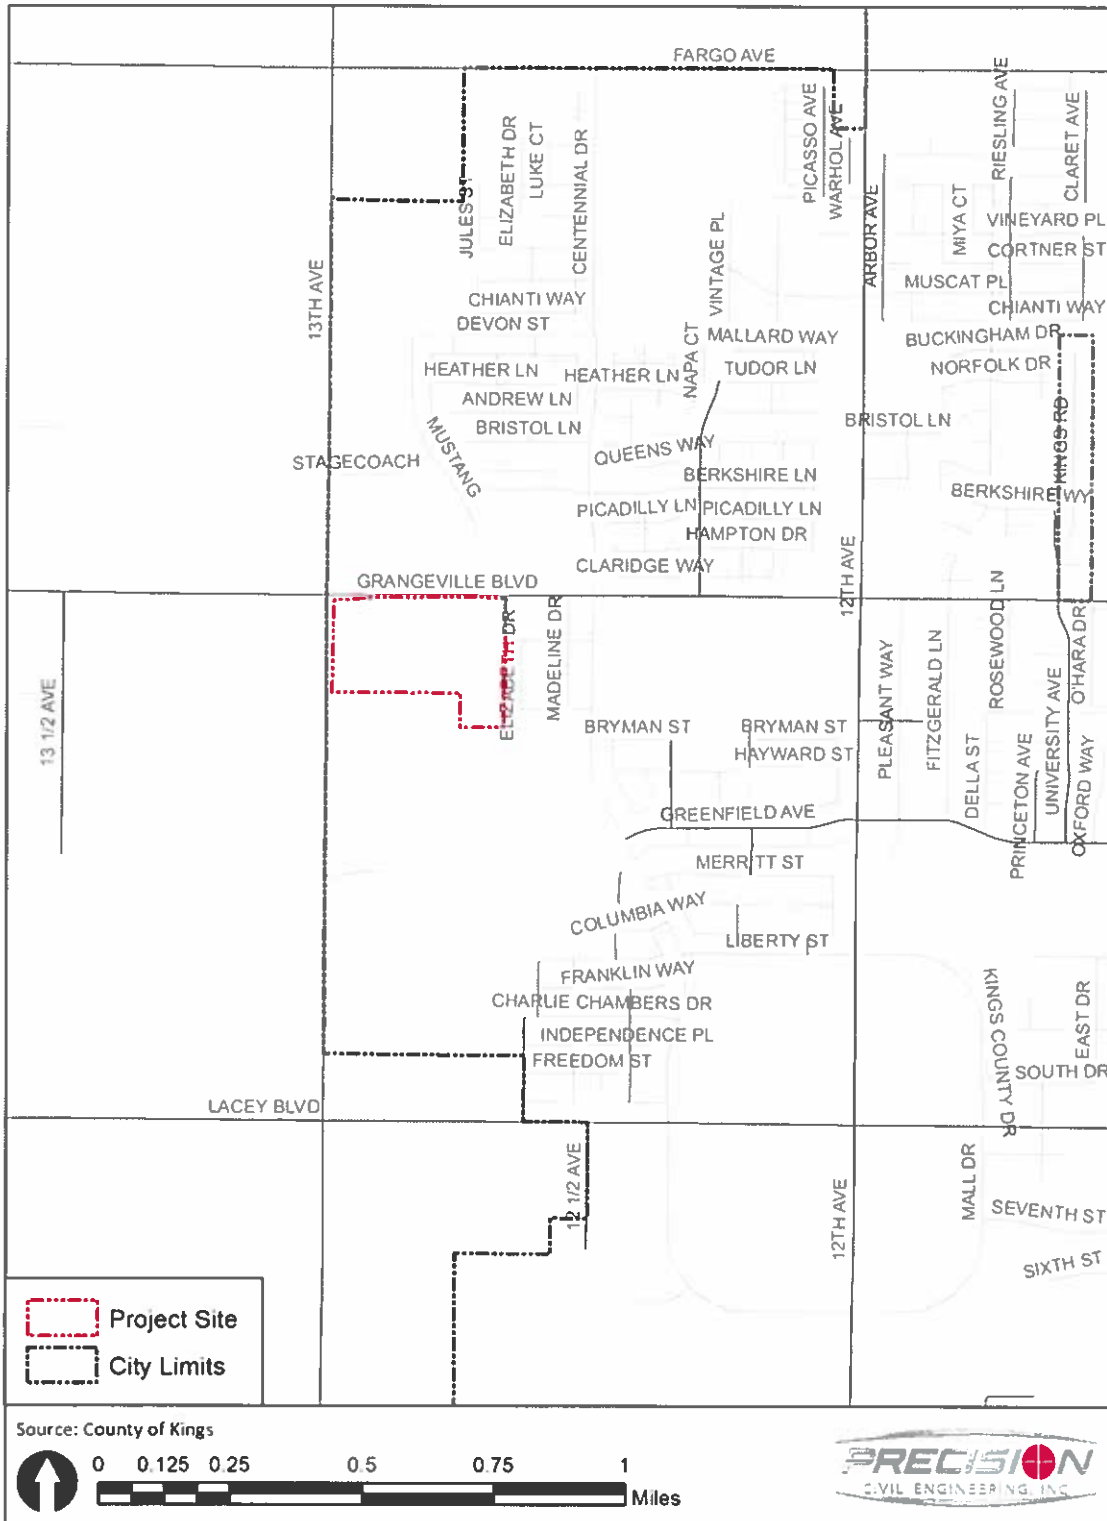 FARGO AVE
RIESLING AVE
PICASSO AVE
WARHOL AVE
CLARET AVE
ELIZABETH DR
LUKE CT
CENTENNIAL DR
JULES ST
ARBOR AVE
MIYA CT
VINEYARD PL
CORTNER ST
VINTAGE PL
MUSCAT PL
13TH AVE
CHIANTI WAY
CHIANTI WAY
DEVON ST
MALLARD WAY
BUCKINGHAM DR
NAPA CT
HEATHER LN
HEATHER LN
TUDOR LN
NORFOLK DR
ANDREW LN
BRISTOL LN
BRISTOL LN
KINGS RD
MUSTANG
QUEENS WAY
STAGECOACH
BERKSHIRE LN
BERKSHIRE WY
PICADILLY LN
PICADILLY LN
HAMPTON DR
12TH AVE
CLARIDGE WAY
GRANGEVILLE BLVD
ROSEWOOD LN
ELIZABETH DR
MADELINE DR
O'HARA DR
13 1/2 AVE
PLEASANT WAY
FITZGERALD LN
BRYMAN ST
BRYMAN ST
HAYWARD ST
DELLA ST
PRINCETON AVE
UNIVERSITY AVE
OXFORD WAY
GREENFIELD AVE
MERRITT ST
COLUMBIA WAY
LIBERTY ST
FRANKLIN WAY
CHARLIE CHAMBERS DR
KINGS COUNTY DR
EAST DR
INDEPENDENCE PL
FREEDOM ST
SOUTH DR
LACEY BLVD
12 1/2 AVE
12TH AVE
MALL DR
SEVENTH ST
SIXTH ST
Project Site
City Limits
Source: County of Kings
0 0.125 0.25 0.5 0.75 1
Miles
PRECISION
CIVIL ENGINEERING, INC